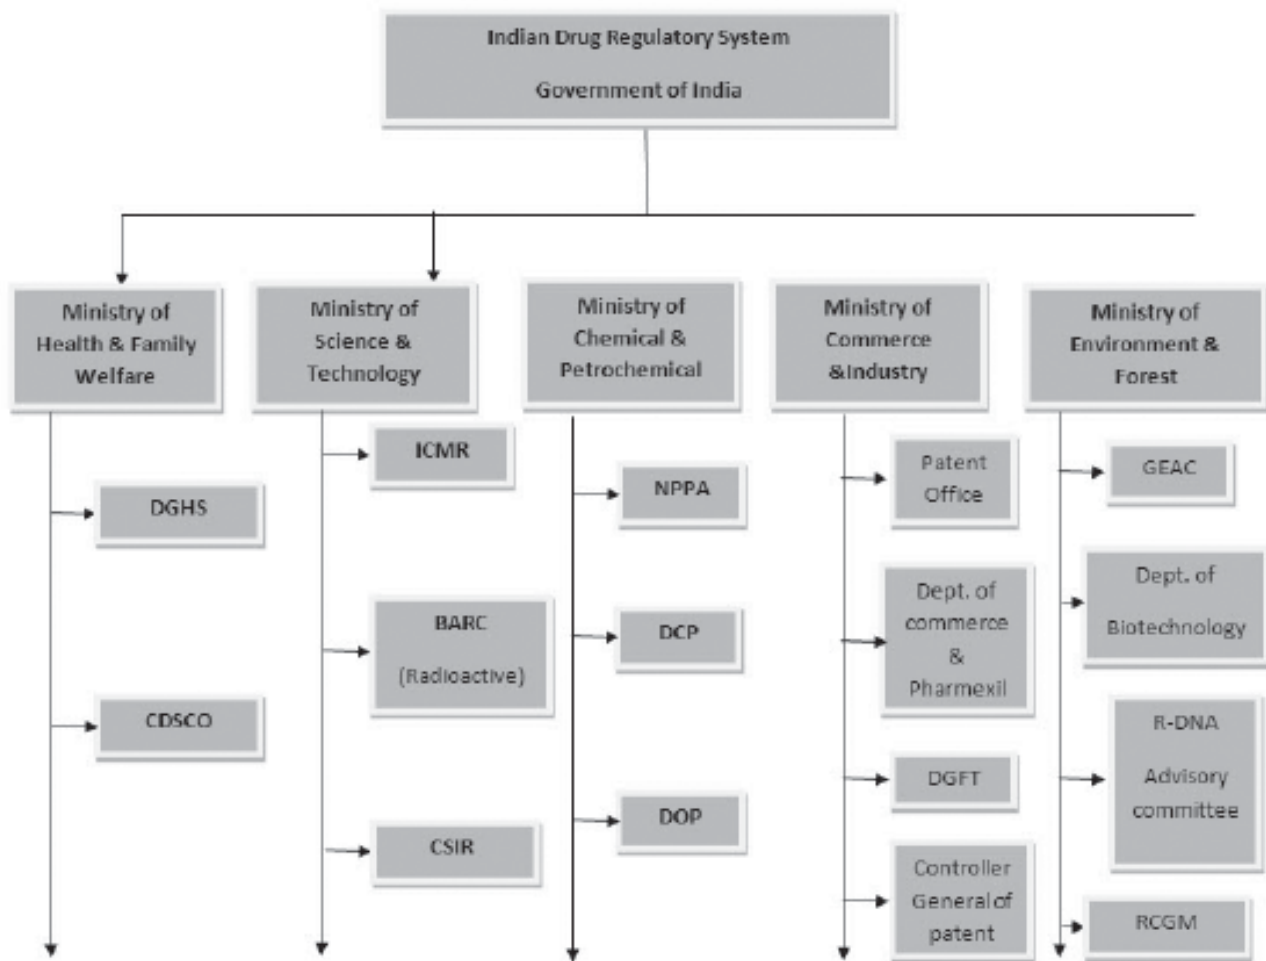 Indian Drug Regulatory System
Government of India
Ministry of
Health & Family
Welfare
DGHS
CDSCO
Ministry of
Science &
Technology
ICMR
BARC
(Radioactive)
CSIR
Ministry of
Chemical &
Petrochemical
NPPA
DCP
DOP
Ministry of
Commerce
&Industry
Patent
Office
Dept. of
commerce
&
Pharmexil
DGFT
Controller
General of
patent
Ministry of
Environment &
Forest
GEAC
Dept. of
Biotechnology
R-DNA
Advisory
committee
RCGM